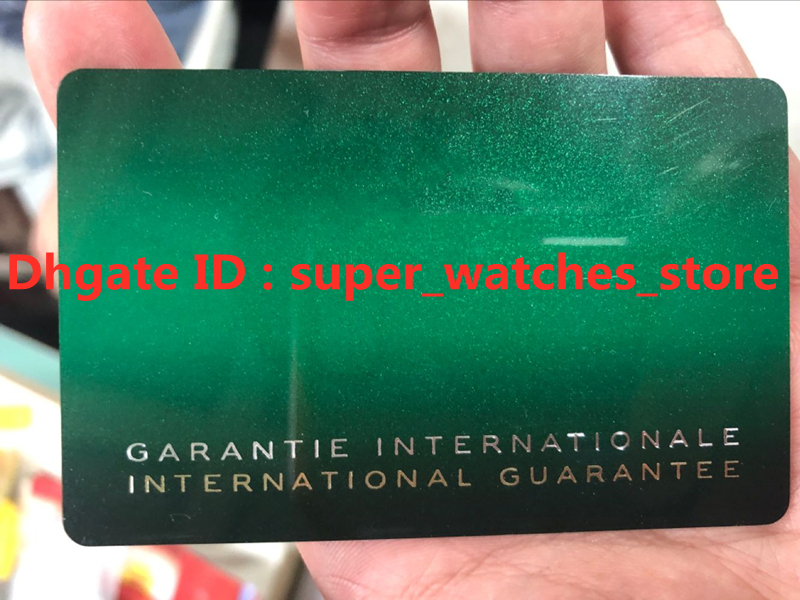 Dhgate ID : super_watches_store
GARANTIE INTERNATIONALE
INTERNATIONAL GUARANTEE